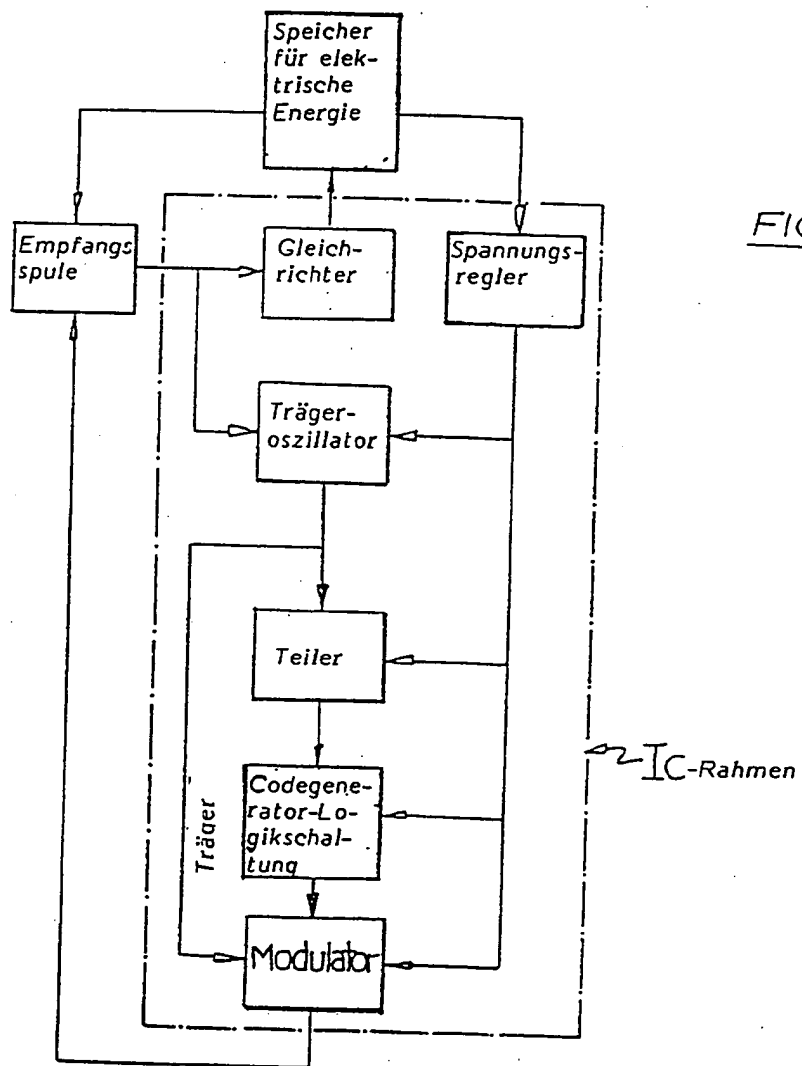 Speicher
für elek-
trische
Energie
Empfangs
spule
Gleich-
richter
Spannungs-
regler
FIG
Träger-
oszillator
Teiler
Träger
Codegene-
rator-Lo-
gikschal-
tung
IC-Rahmen
Modulator